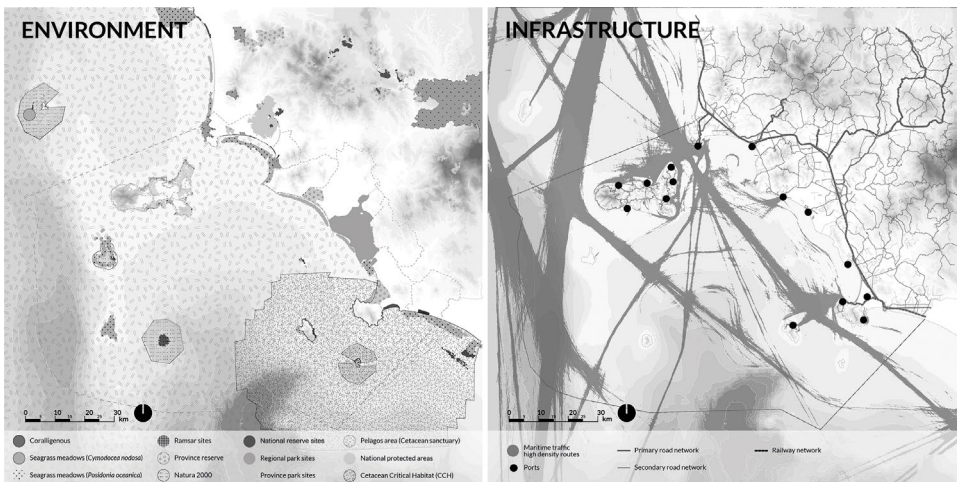 ENVIRONMENT
0 5 10 15 20 25 30
km
Coralligenous
Seagrass meadows (Cymodocea nodosa)
Seagrass meadows (Posidonia oceanica)
Ramsar sites
Province reserve
Natura 2000
National reserve sites
Regional park sites
Province park sites
Pelagos area (Cetacean sanctuary)
National protected areas
Cetacean Critical Habitat (CCH)
INFRASTRUCTURE
0 5 10 15 20 25 30
km
Maritime traffic
high density routes
Ports
Primary road network
Secondary road network
Railway network